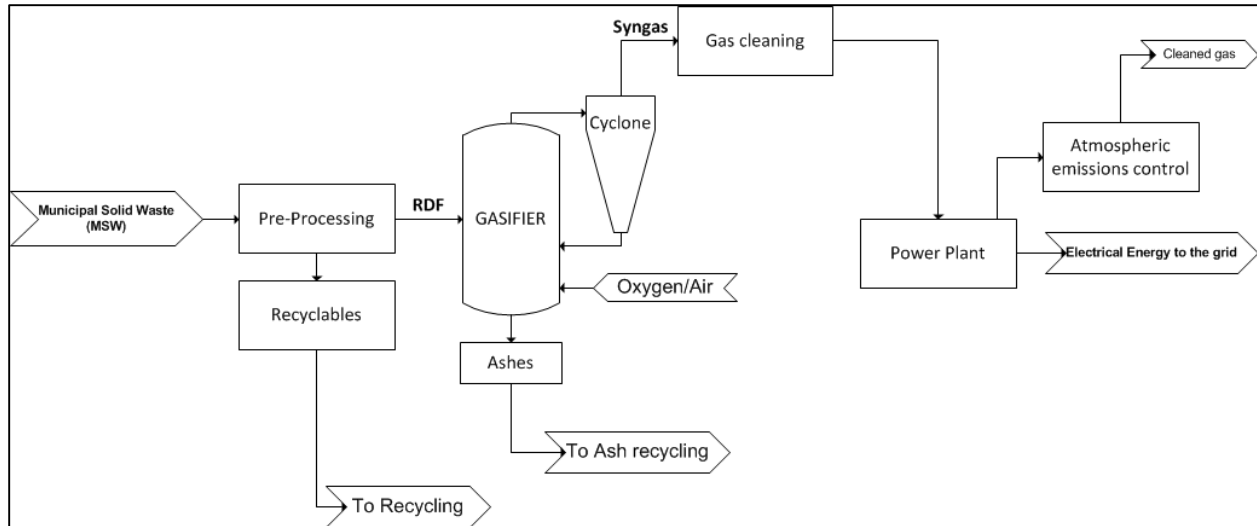 Syngas
Gas cleaning
Cleaned gas
Cyclone
Atmospheric
emissions control
Municipal Solid Waste
(MSW)
Pre-Processing
RDF
GASIFIER
Power Plant
Electrical Energy to the grid
Oxygen/Air
Recyclables
Ashes
To Ash recycling
To Recycling